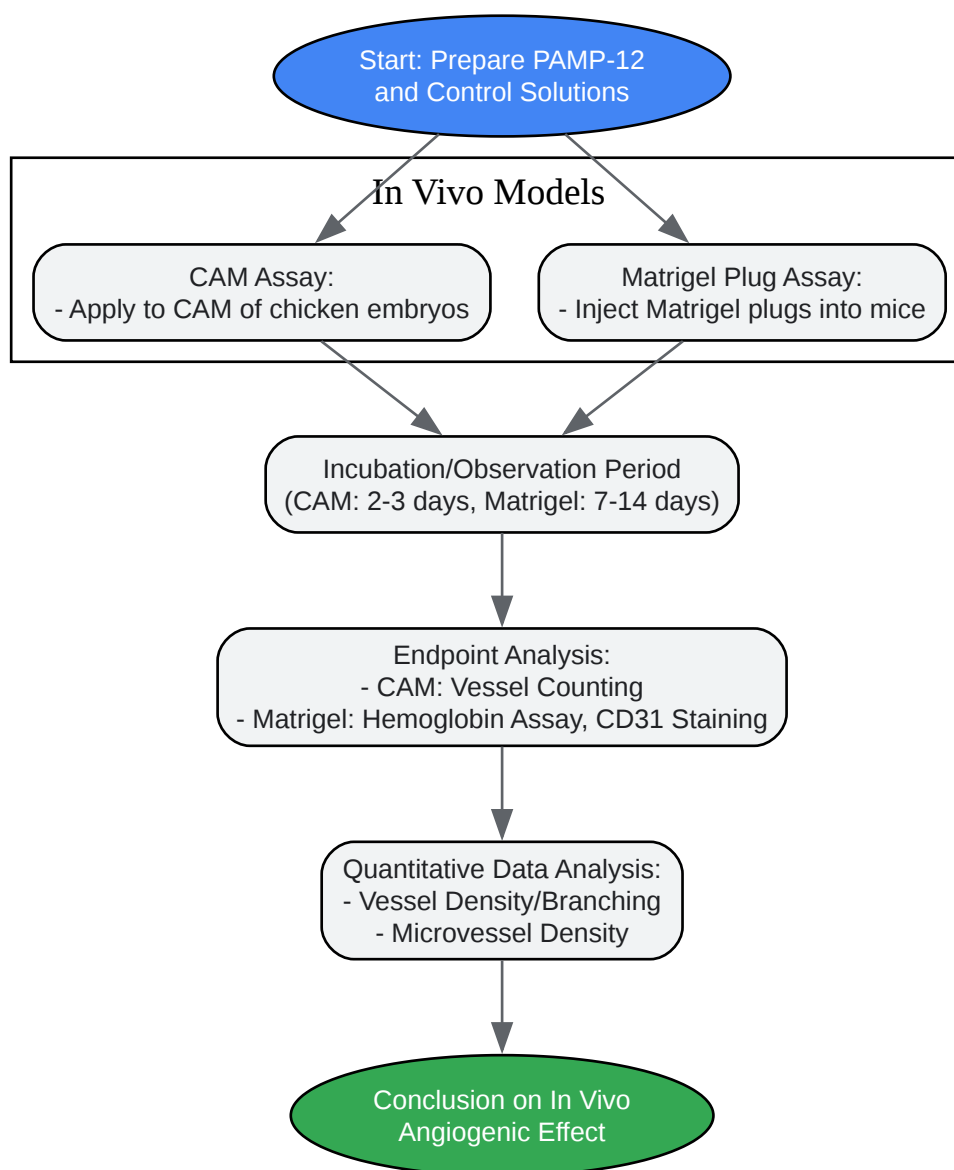 Start: Prepare PAMP-12
and Control Solutions
In Vivo Models
CAM Assay:
- Apply to CAM of chicken embryos
Matrigel Plug Assay:
- Inject Matrigel plugs into mice
Incubation/Observation Period
(CAM: 2-3 days, Matrigel: 7-14 days)
Endpoint Analysis:
- CAM: Vessel Counting
- Matrigel: Hemoglobin Assay, CD31 Staining
Quantitative Data Analysis:
- Vessel Density/Branching
- Microvessel Density
Conclusion on In Vivo
Angiogenic Effect